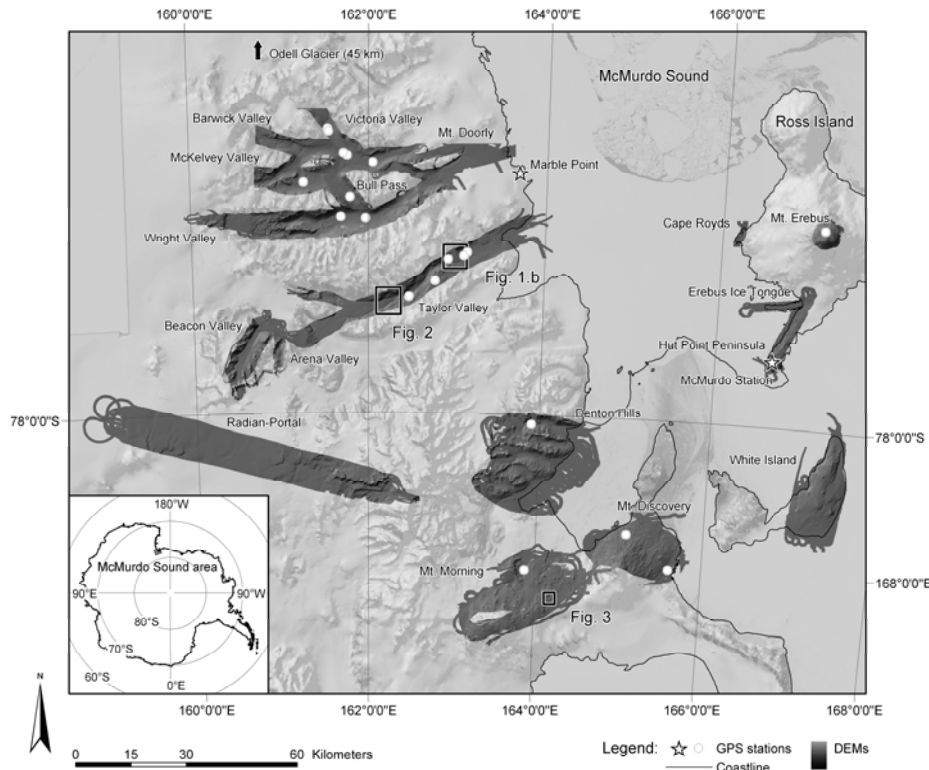 160°0'0"E 162°0'0"E 164°0'0"E 166°0'0"E
Odell Glacier (45 km)
McMurdo Sound
Ross Island
Barwick Valley
Victoria Valley
Mt. Doorly
McKelvey Valley
Marble Point
Bull Pass
Cape Royds
Mt. Erebus
Wright Valley
Fig. 1.b
Erebus Ice Tongue
Taylor Valley
Fig. 2
Beacon Valley
Hut Point Peninsula
Arena Valley
McMurdo Station
78°0'0"S
Radian-Portal
Denton Hills
78°0'0"S
White Island
Mt. Discovery
Mt. Morning
168°0'0"E
Fig. 3
180°W
McMurdo Sound area
90°E
90°W
80°S
70°S
60°S
0°E
160°0'0"E 162°0'0"E 164°0'0"E 166°0'0"E 168°0'0"E
N
0 15 30 60 Kilometers
Legend: GPS stations DEMs
Coastline